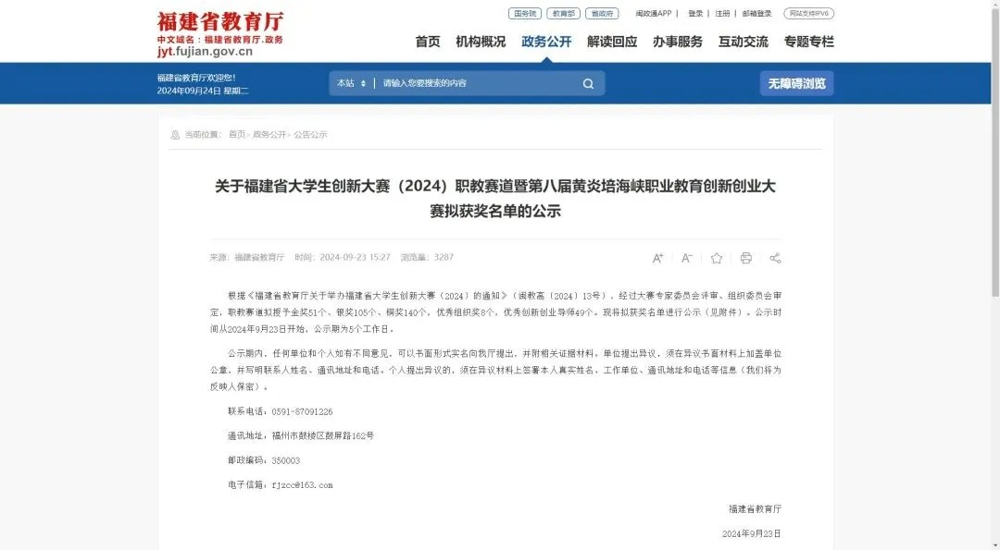 福建省教育厅
中文域名：福建省教育厅.政务
jyt.fujian.gov.cn
国务院 教育部 省政府 闽政通APP | 登录 | 注册 | 邮箱登录 网站支持IPV6
首页 机构概况 政务公开 解读回应 办事服务 互动交流 专题专栏
福建省教育厅欢迎您!
2024年09月24日 星期二
本站 请输入您要搜索的内容
无障碍浏览
当前位置： 首页> 政务公开> 公告公示
关于福建省大学生创新大赛（2024）职教赛道暨第八届黄炎培海峡职业教育创新创业大
赛拟获奖名单的公示
来源：福建省教育厅 时间：2024-09-23 15:27 浏览量：3287
A+ A-
根据《福建省教育厅关于举办福建省大学生创新大赛（2024）的通知》（闽教高〔2024〕13号），经过大赛专家委员会评审、组织委员会审
定，职教赛道拟授予金奖51个、银奖105个、铜奖140个，优秀组织奖8个，优秀创新创业导师49个。现将拟获奖名单进行公示（见附件）。公示时
间从2024年9月23日开始，公示期为5个工作日。
公示期内，任何单位和个人如有不同意见，可以书面形式实名向我厅提出，并附相关证据材料。单位提出异议，须在异议书面材料上加盖单位
公章，并写明联系人姓名、通讯地址和电话。个人提出异议的，须在异议材料上签署本人真实姓名、工作单位、通讯地址和电话等信息（我们将为
反映人保密）。
联系电话：0591-87091226
通讯地址：福州市鼓楼区鼓屏路162号
邮政编码：350003
电子信箱：fjzcc@163.com
福建省教育厅
2024年9月23日